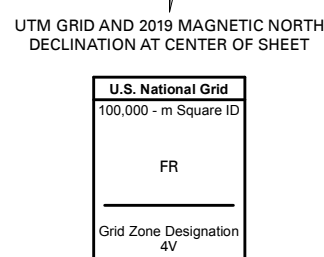 UTM GRID AND 2019 MAGNETIC NORTH
DECLINATION AT CENTER OF SHEET
U.S. National Grid
100,000 - m Square ID
FR
Grid Zone Designation
4V